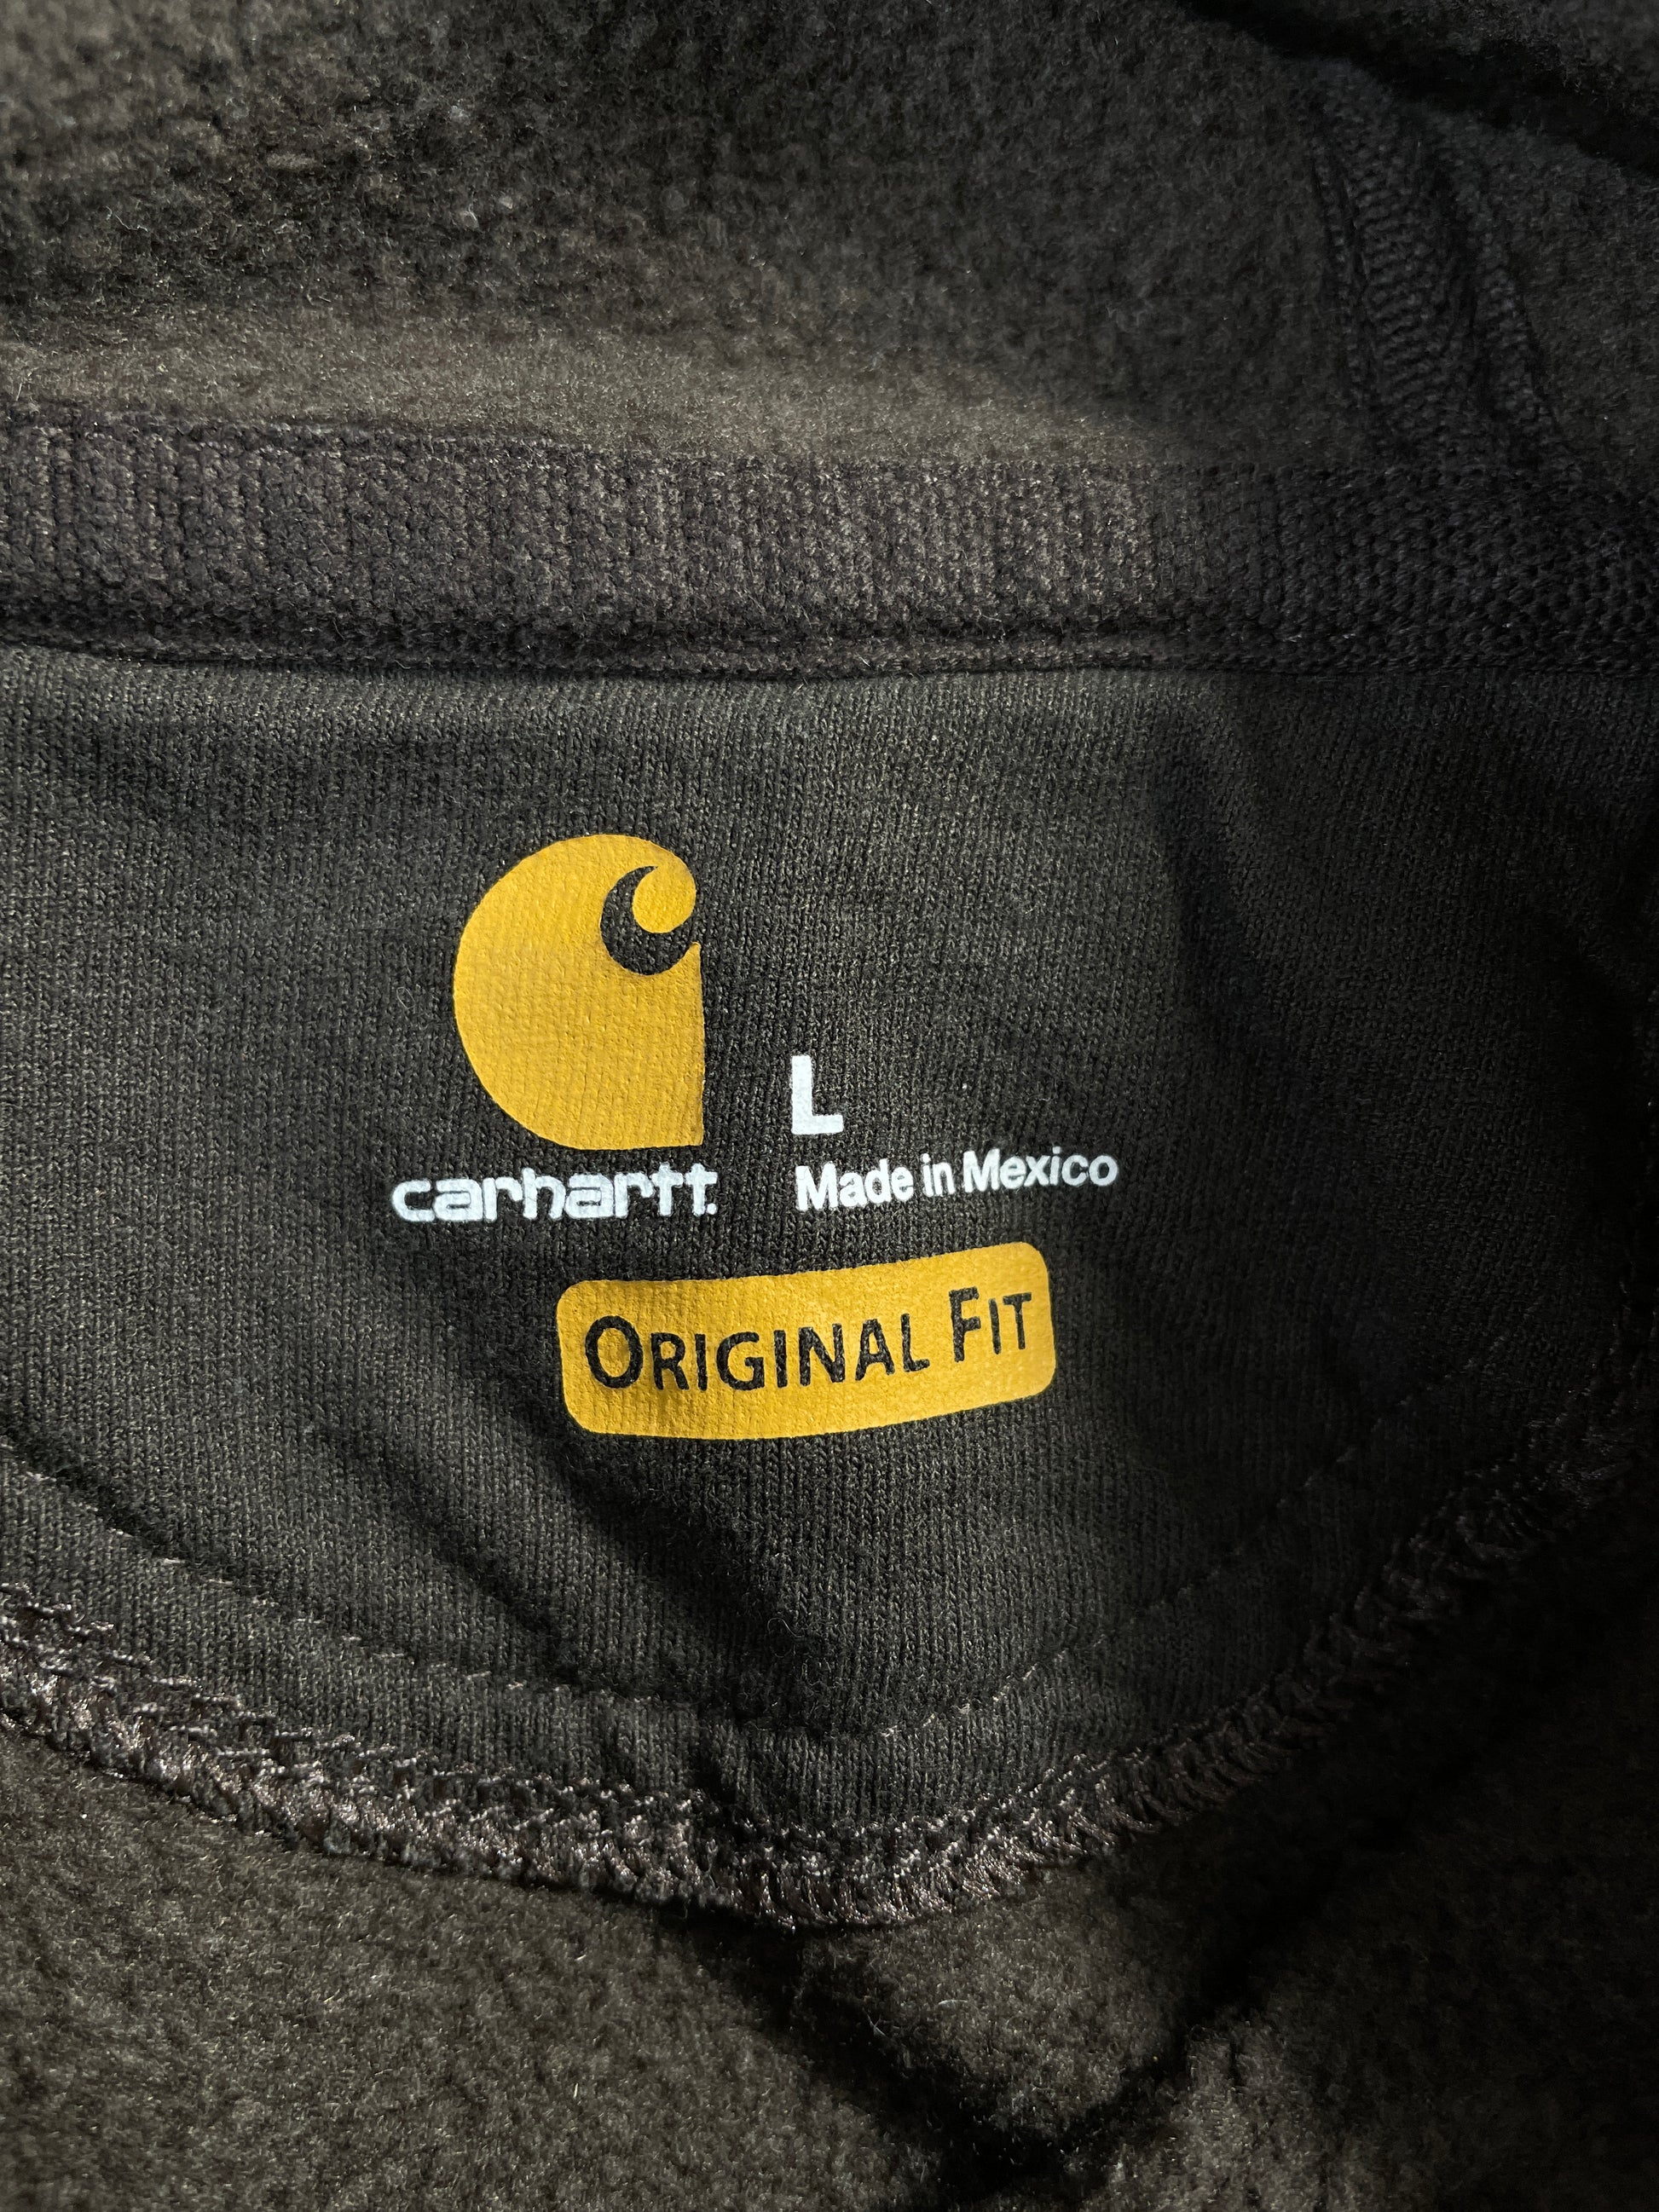 L
carhartt.
Made in Mexico
ORIGINAL FIT